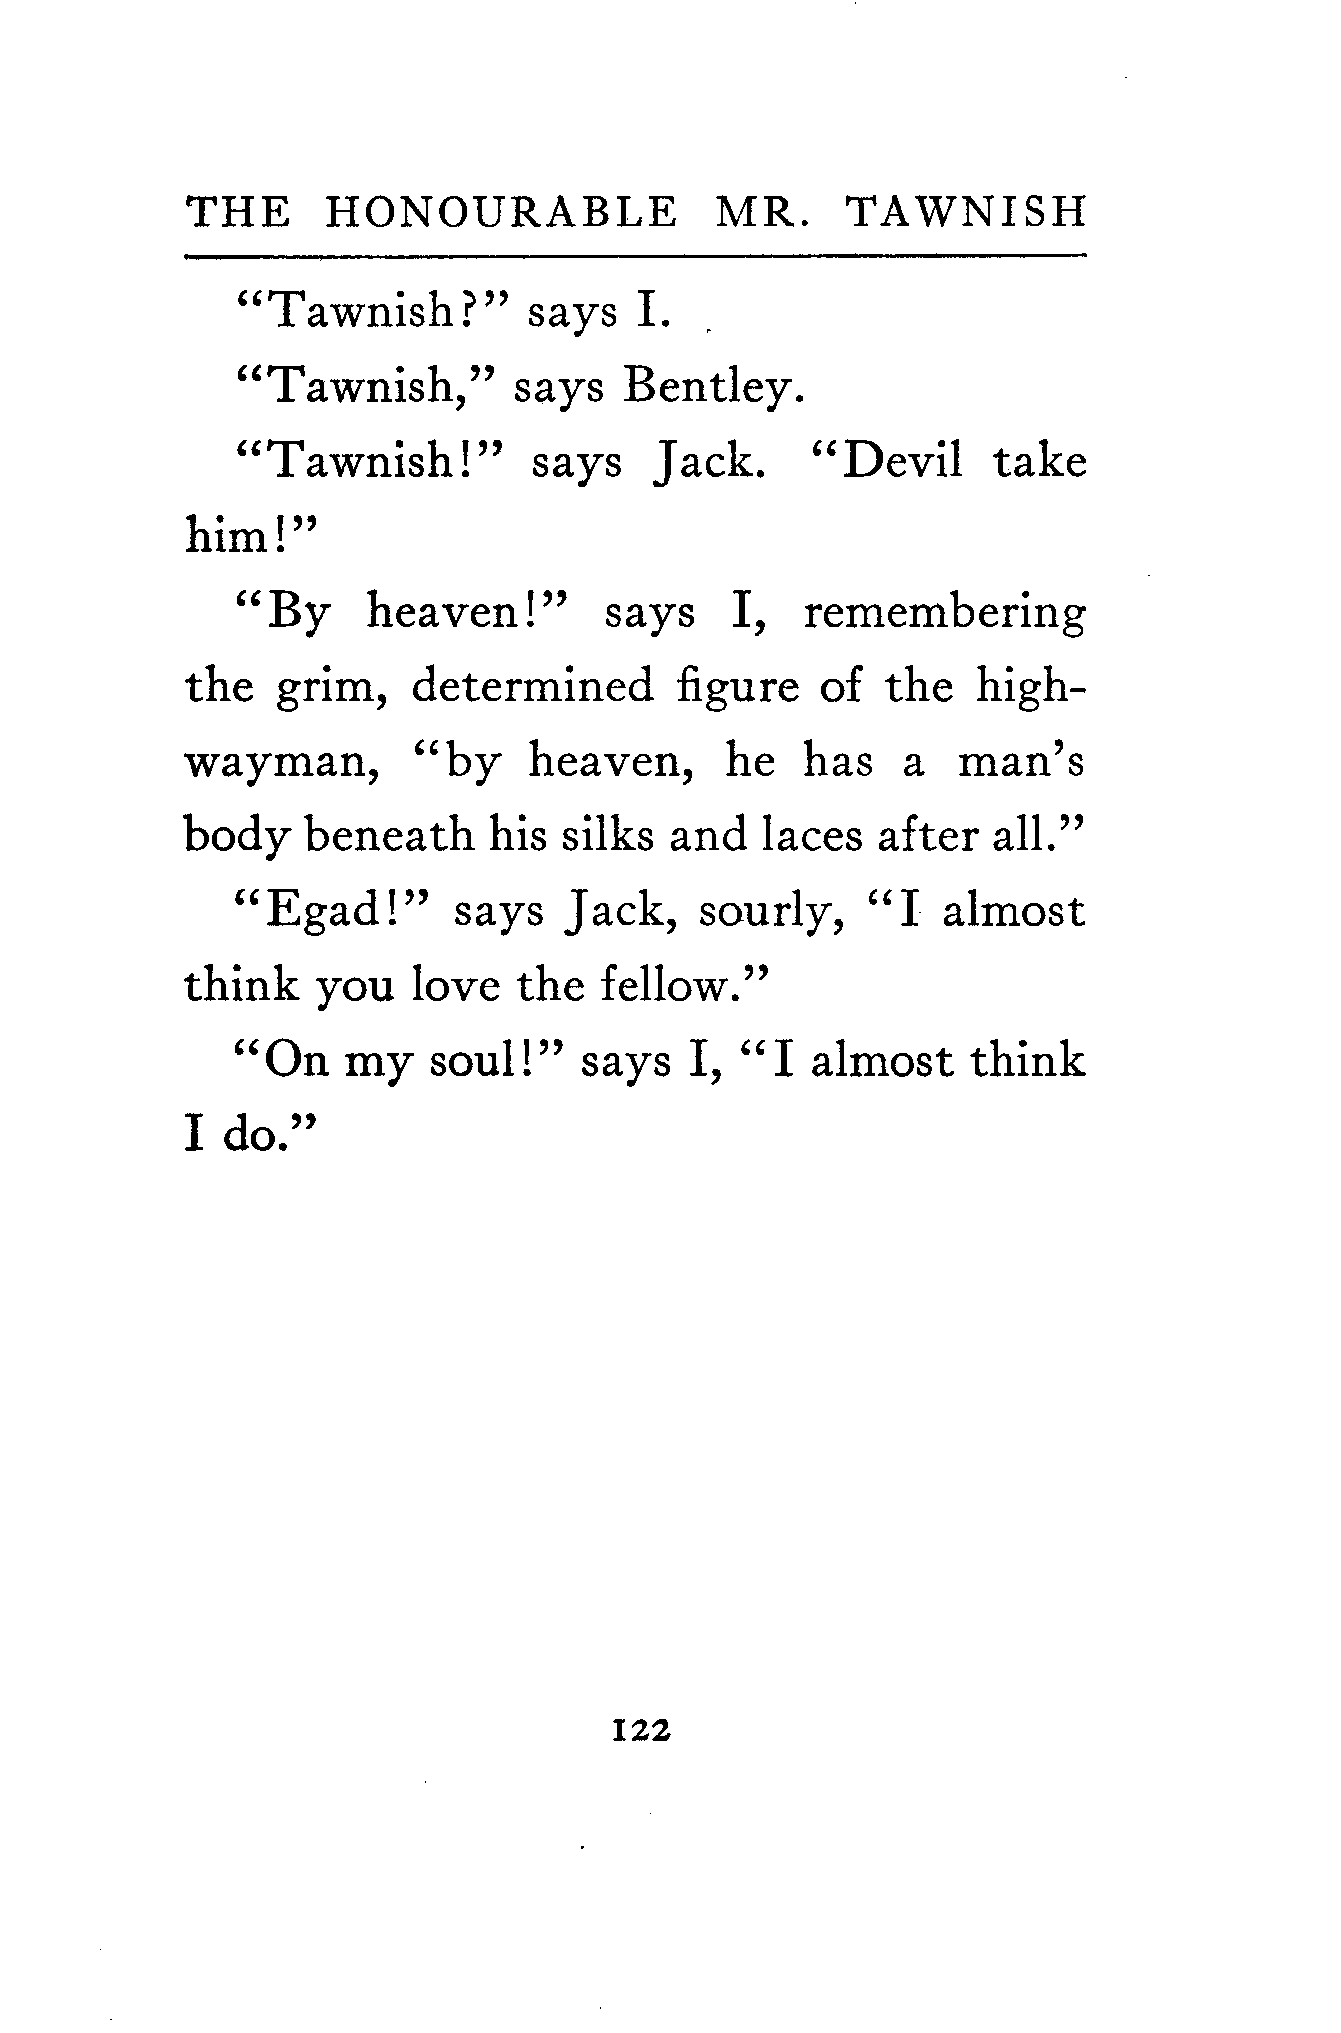 THE HONOURABLE MR. TAWNISH
“Tawnish?” says I.
“Tawnish,” says Bentley.
“Tawnish!” says Jack. “Devil take
him!”
“By heaven!” says I, remembering
the grim, determined figure of the high-
wayman, “by heaven, he has a man’s
body beneath his silks and laces after all.”
“Egad!” says Jack, sourly, “I almost
think you love the fellow.”
“On my soul!” says I, “I almost think
I do.”
122